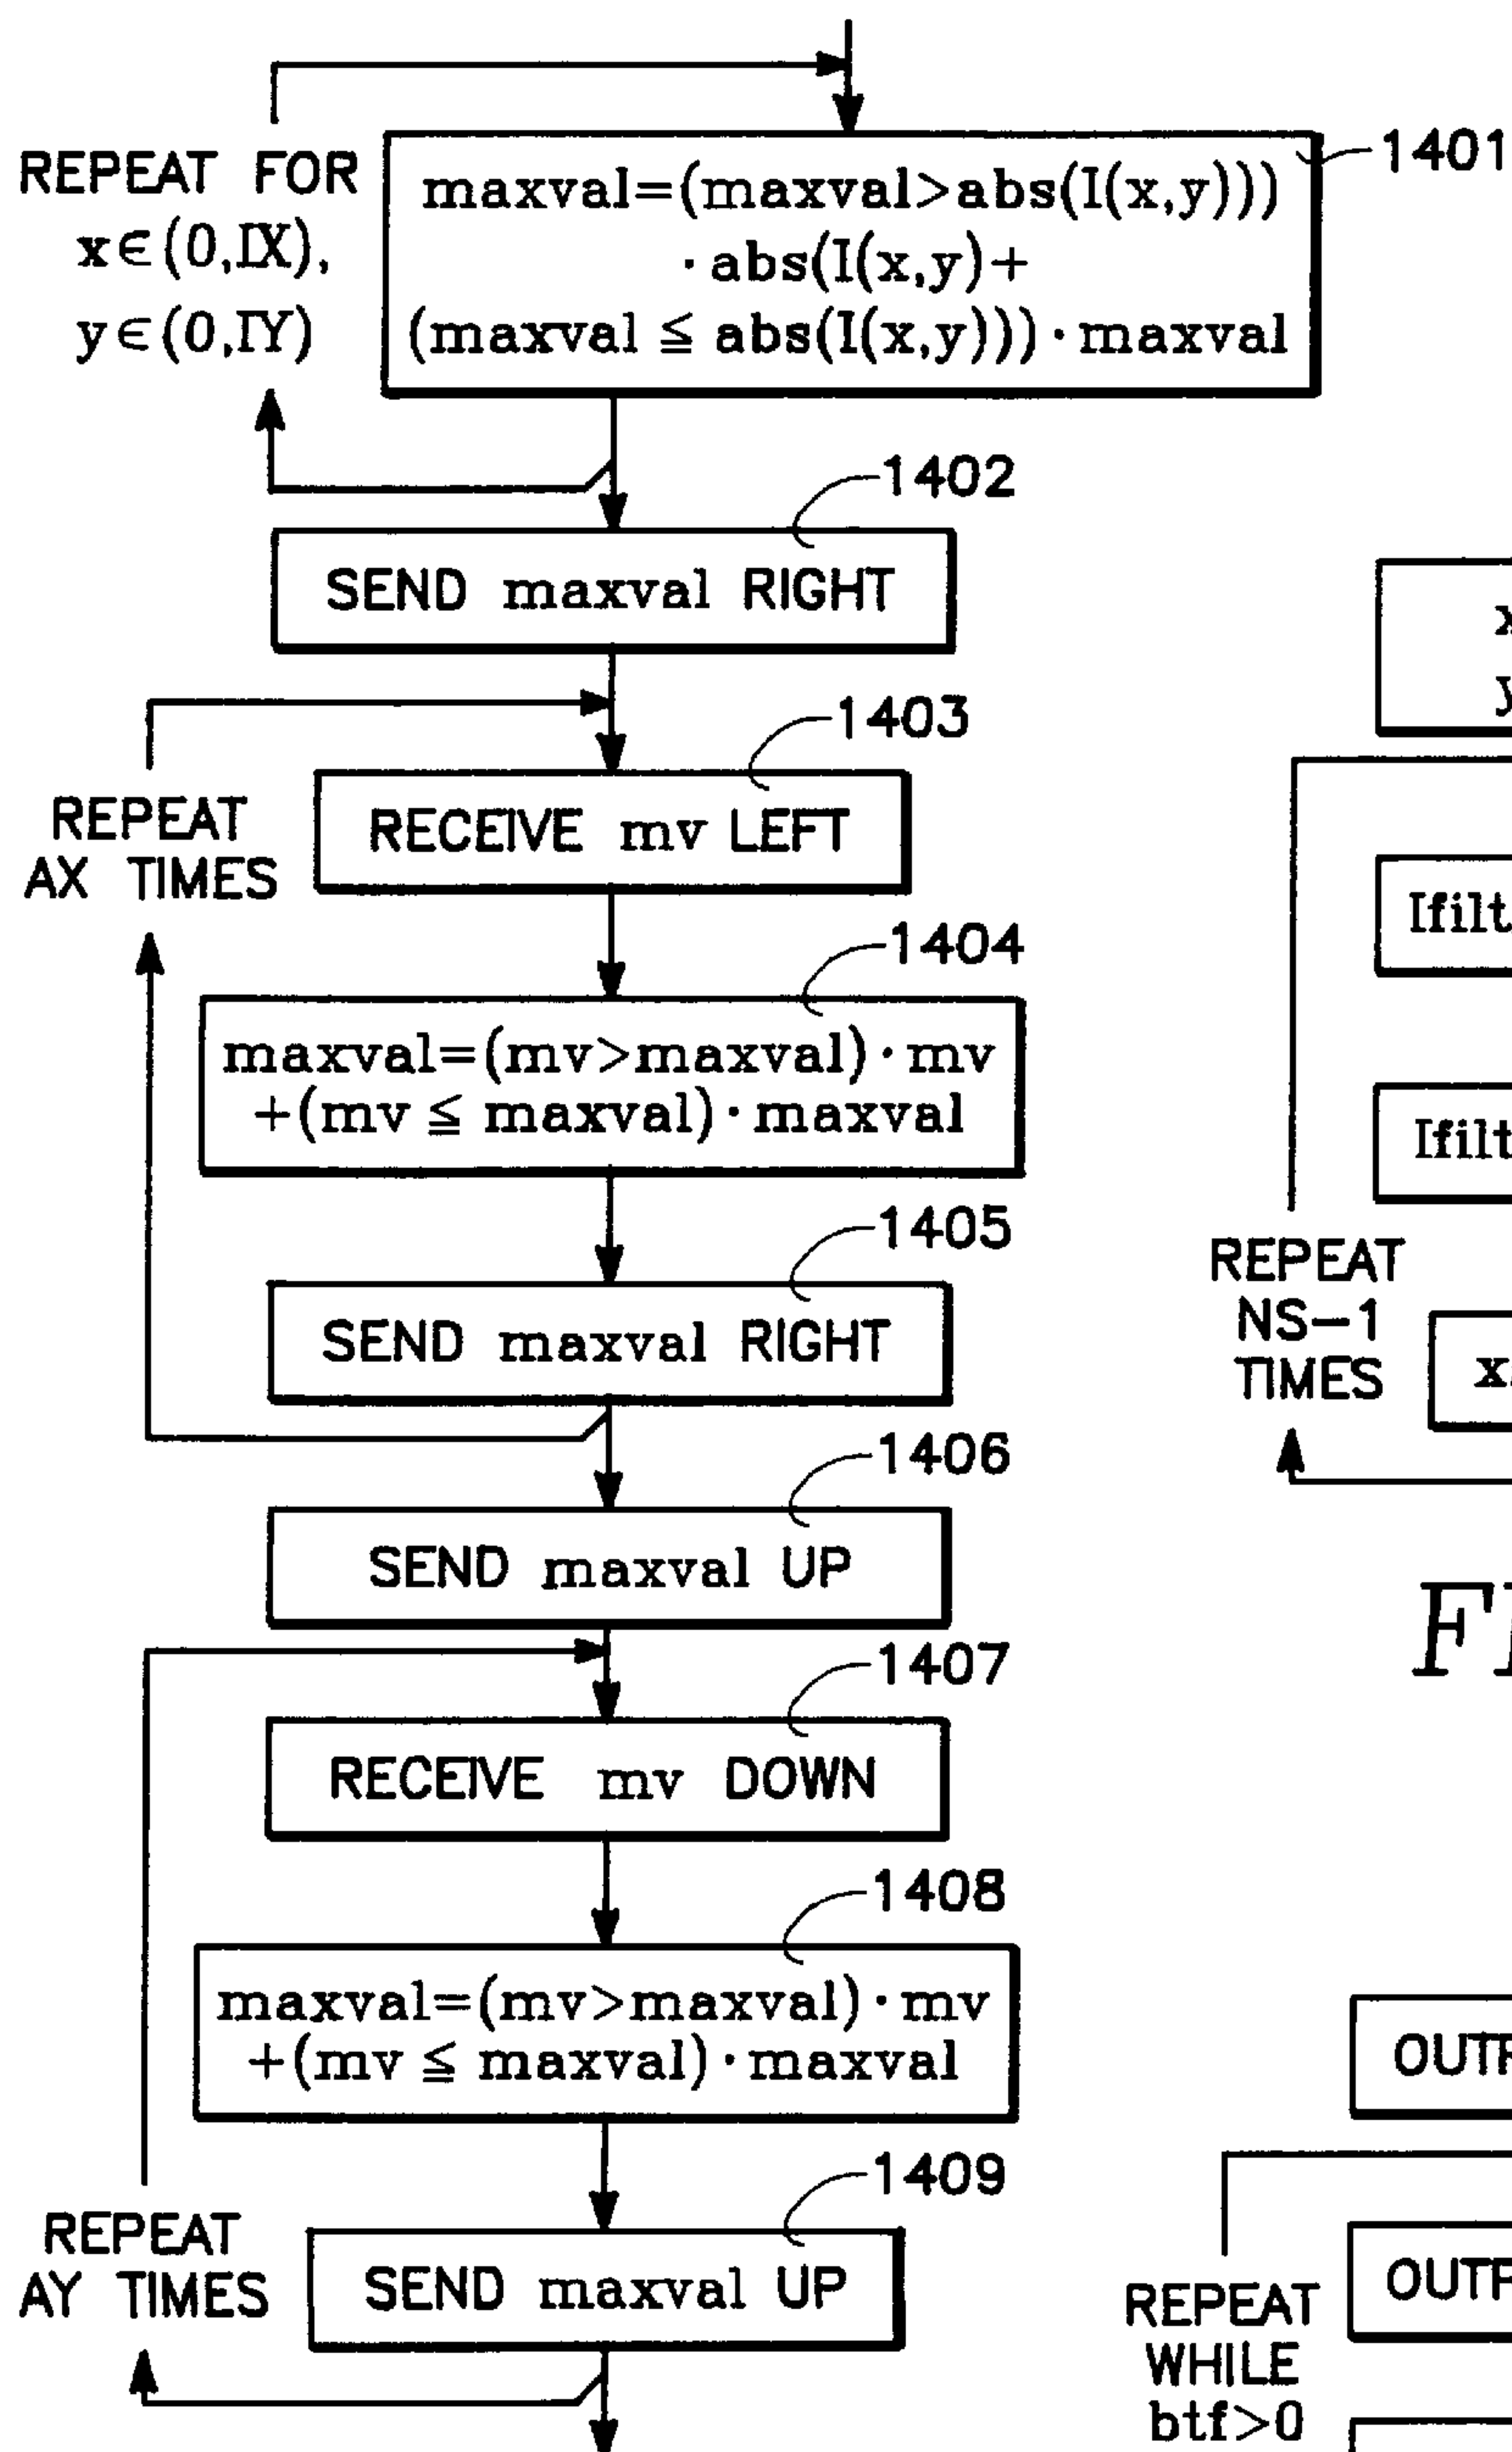 REPEAT FOR
x∈(0,IX),
y∈(0,IY)
1401
maxval=(maxval>abs(I(x,y)))
·abs(I(x,y)+
(maxval ≦ abs(I(x,y)))·maxval
1402
SEND maxval RIGHT
1403
REPEAT
AX TIMES
RECEIVE mv LEFT
1404
maxval=(mv>maxval)·mv
+(mv ≦ maxval)·maxval
1405
SEND maxval RIGHT
1406
SEND maxval UP
1407
RECEIVE mv DOWN
1408
maxval=(mv>maxval)·mv
+(mv ≦ maxval)·maxval
1409
REPEAT
AY TIMES
SEND maxval UP
x
y
Ifilt
Ifilt
REPEAT
NS-1
TIMES
x
REPEAT
WHILE
btf>0